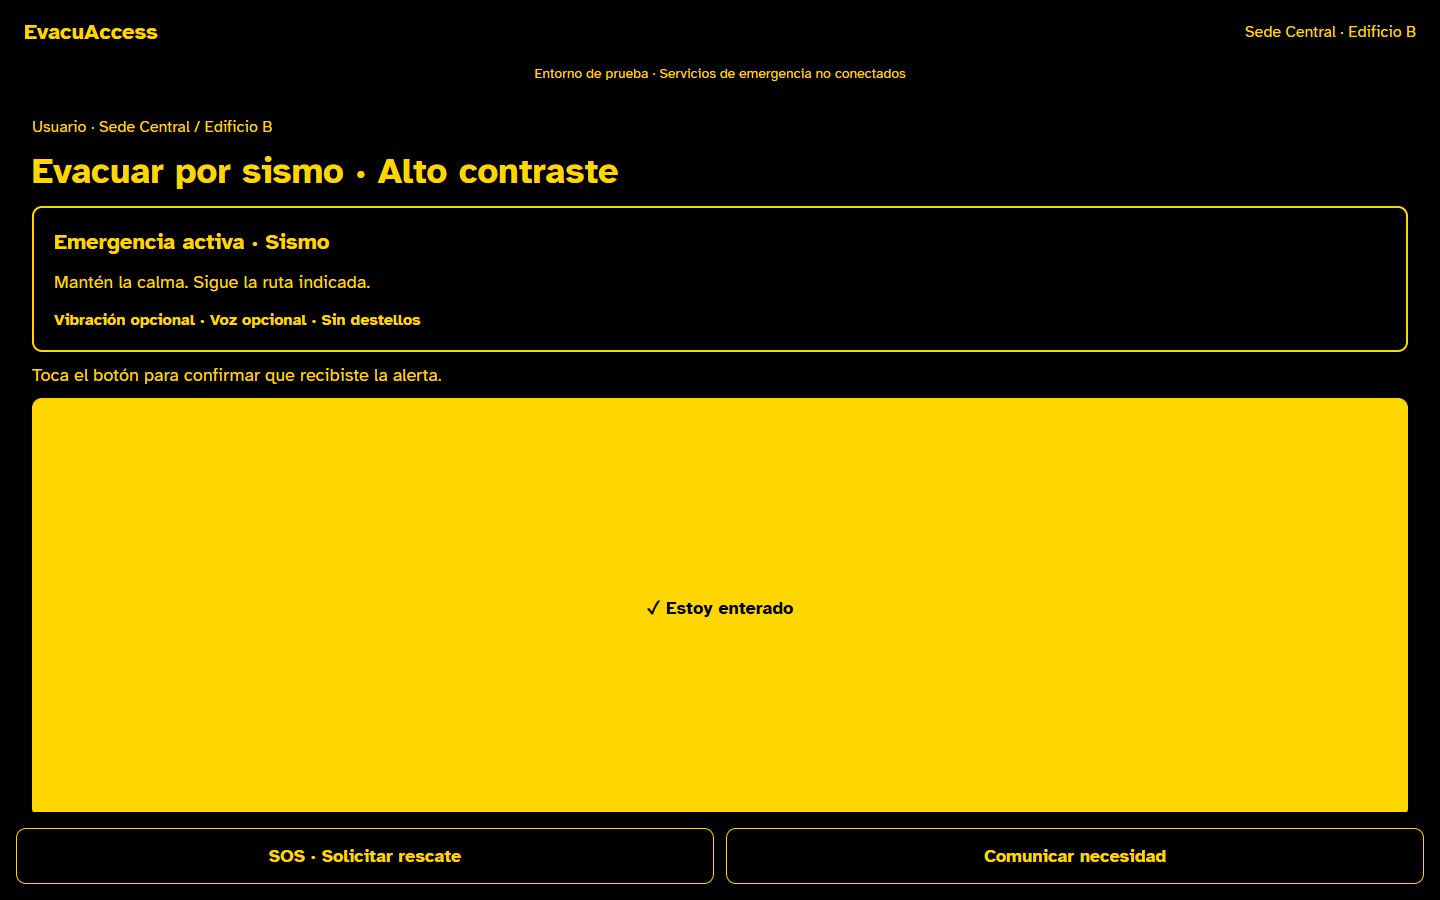 EvacuAccess
Sede Central · Edificio B
Entorno de prueba · Servicios de emergencia no conectados
Usuario · Sede Central / Edificio B
Evacuar por sismo · Alto contraste
Emergencia activa · Sismo
Mantén la calma. Sigue la ruta indicada.
Vibración opcional · Voz opcional · Sin destellos
Toca el botón para confirmar que recibiste la alerta.
✓ Estoy enterado
SOS · Solicitar rescate
Comunicar necesidad